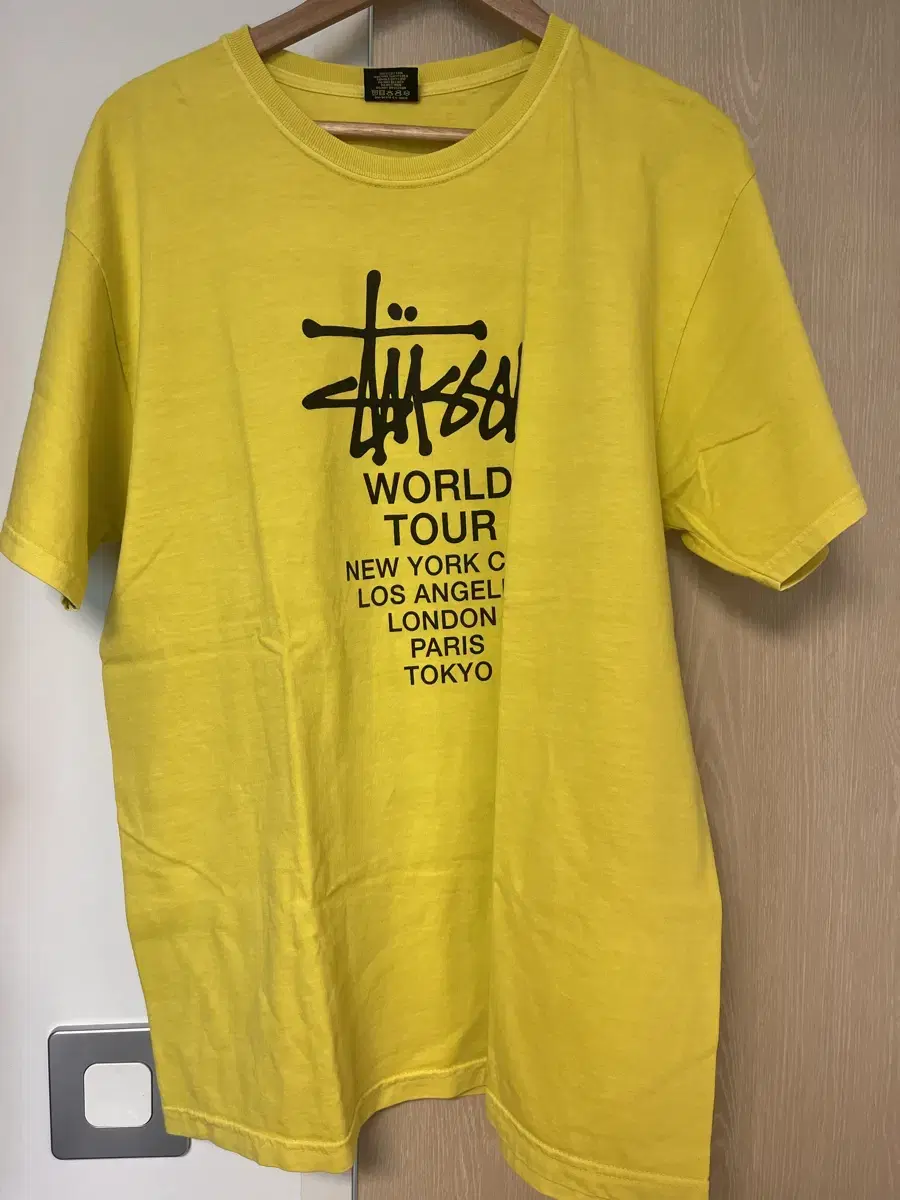 Stüssy
WORLD
TOUR
NEW YORK C
LOS ANGEL
LONDON
PARIS
TOKYO